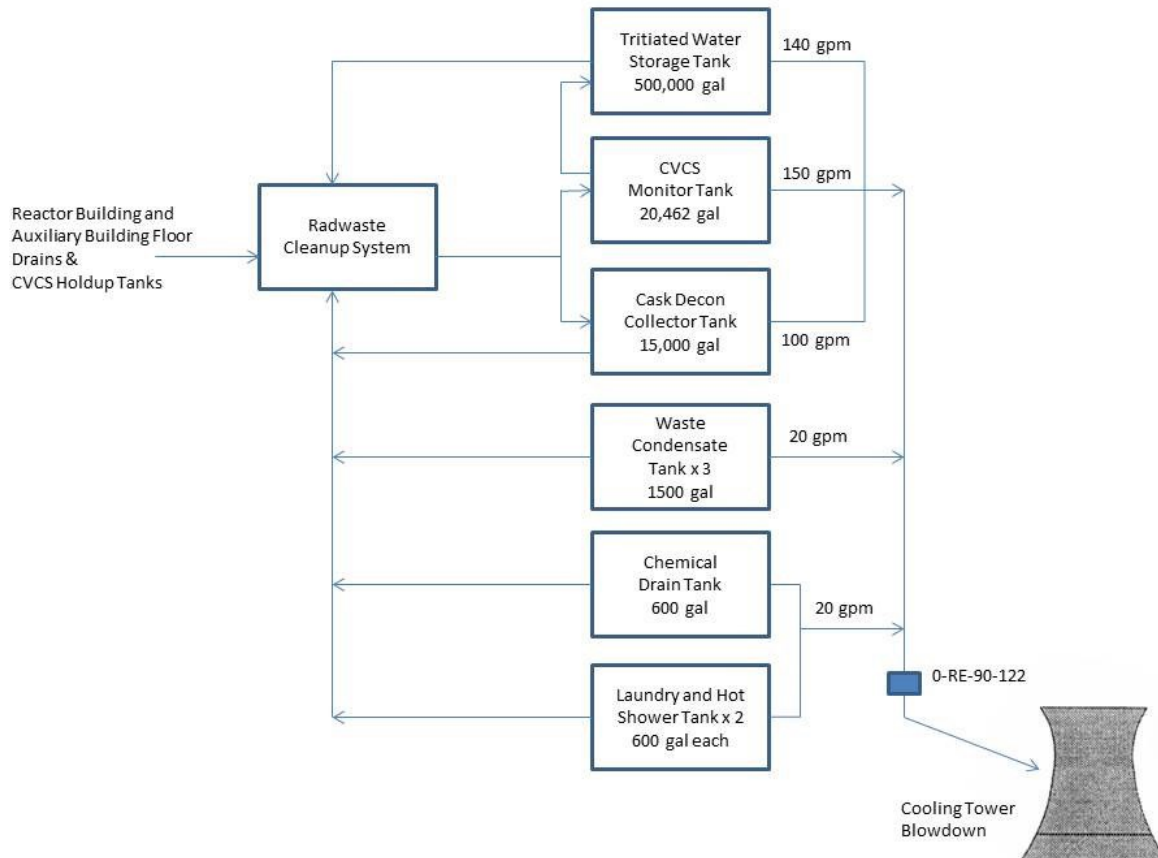 Tritiated Water
Storage Tank
500,000 gal
140 gpm
CVCS
Monitor Tank
20,462 gal
150 gpm
Reactor Building and
Auxiliary Building Floor
Drains &
CVCS Holdup Tanks
Radwaste
Cleanup System
Cask Decon
Collector Tank
15,000 gal
100 gpm
Waste
Condensate
Tank x 3
1500 gal
20 gpm
Chemical
Drain Tank
600 gal
20 gpm
Laundry and Hot
Shower Tank x 2
600 gal each
0-RE-90-122
Cooling Tower
Blowdown